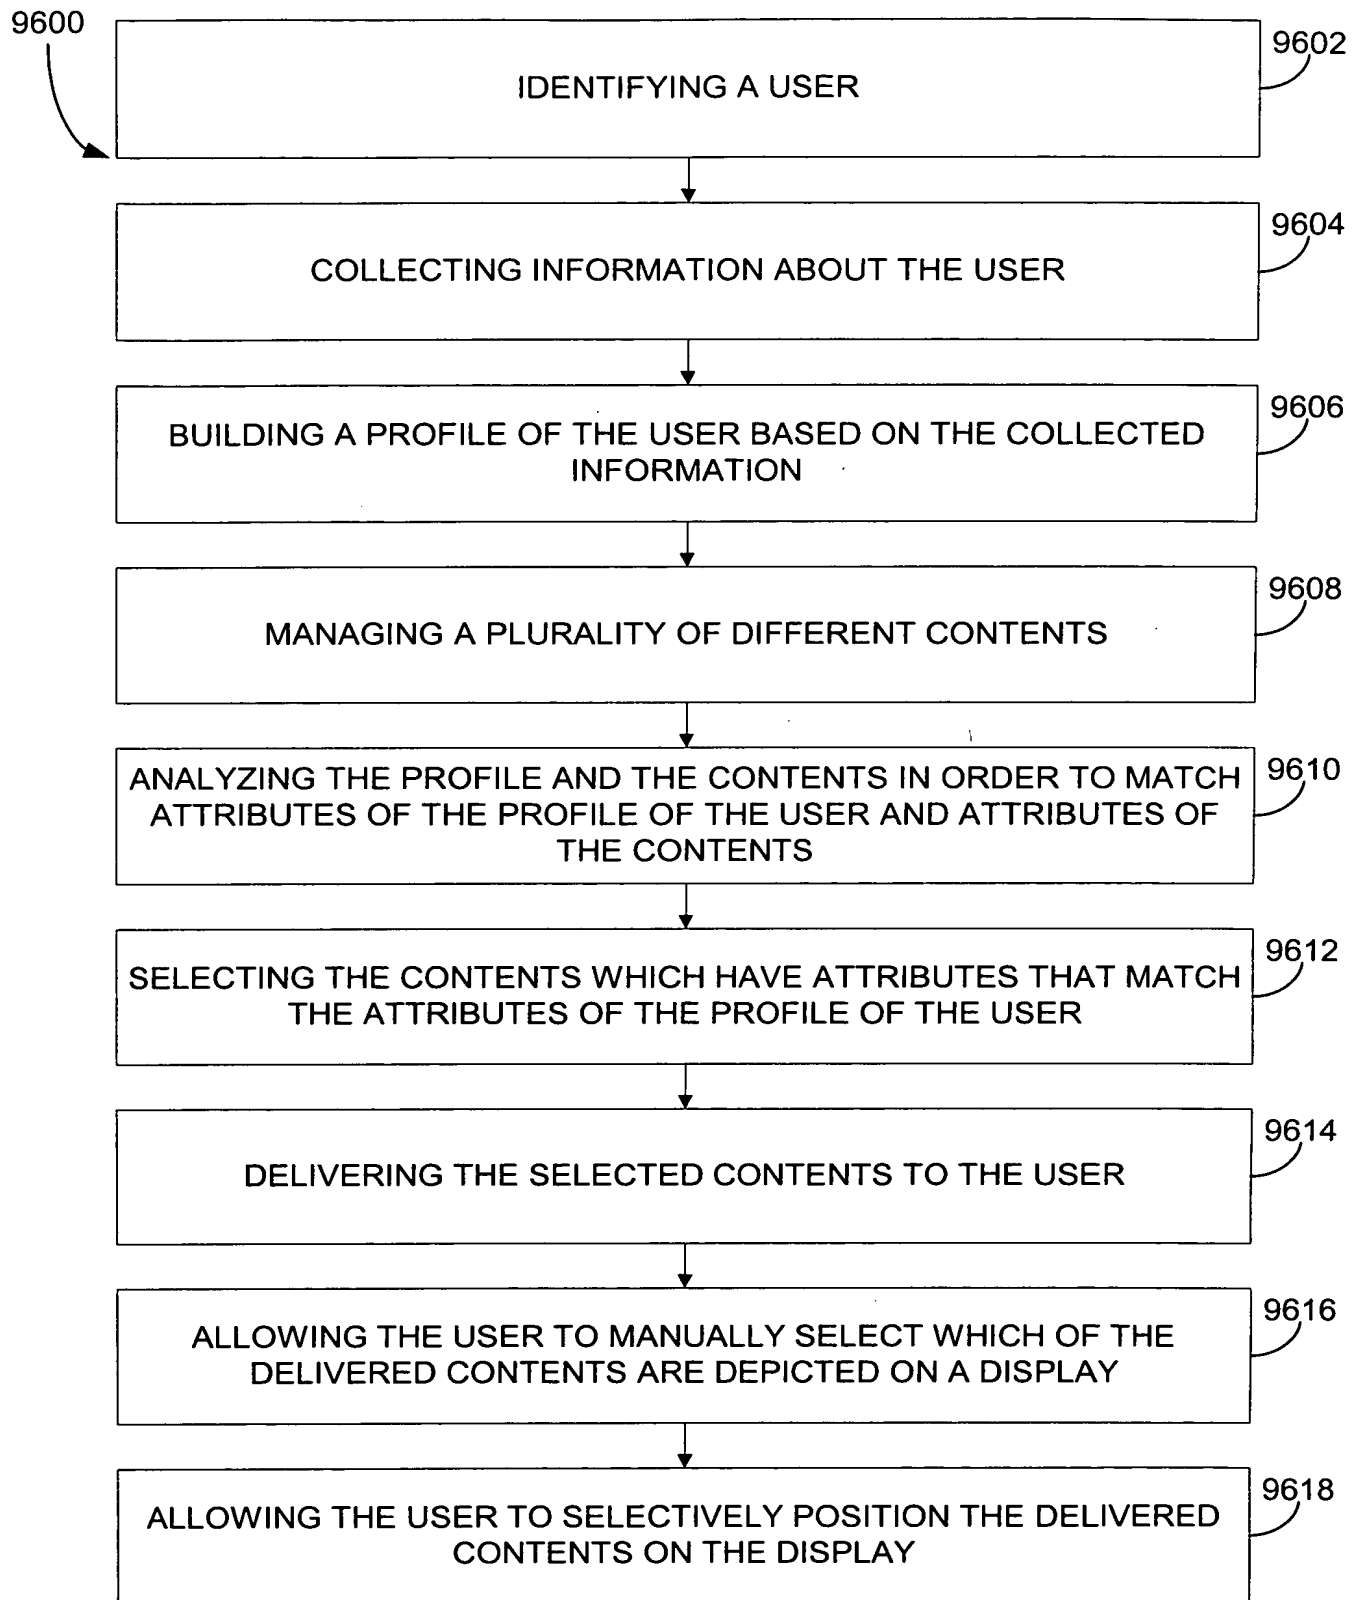 9600
9602
IDENTIFYING A USER
9604
COLLECTING INFORMATION ABOUT THE USER
9606
BUILDING A PROFILE OF THE USER BASED ON THE COLLECTED
INFORMATION
9608
MANAGING A PLURALITY OF DIFFERENT CONTENTS
9610
ANALYZING THE PROFILE AND THE CONTENTS IN ORDER TO MATCH
ATTRIBUTES OF THE PROFILE OF THE USER AND ATTRIBUTES OF
THE CONTENTS
9612
SELECTING THE CONTENTS WHICH HAVE ATTRIBUTES THAT MATCH
THE ATTRIBUTES OF THE PROFILE OF THE USER
9614
DELIVERING THE SELECTED CONTENTS TO THE USER
9616
ALLOWING THE USER TO MANUALLY SELECT WHICH OF THE
DELIVERED CONTENTS ARE DEPICTED ON A DISPLAY
9618
ALLOWING THE USER TO SELECTIVELY POSITION THE DELIVERED
CONTENTS ON THE DISPLAY